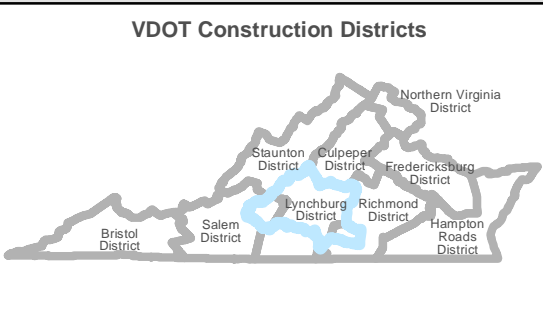 VDOT Construction Districts
Northern Virginia
District
Staunton
District
Culpeper
District
Fredericksburg
District
Lynchburg
District
Richmond
District
Salem
District
Bristol
District
Hampton
Roads
District